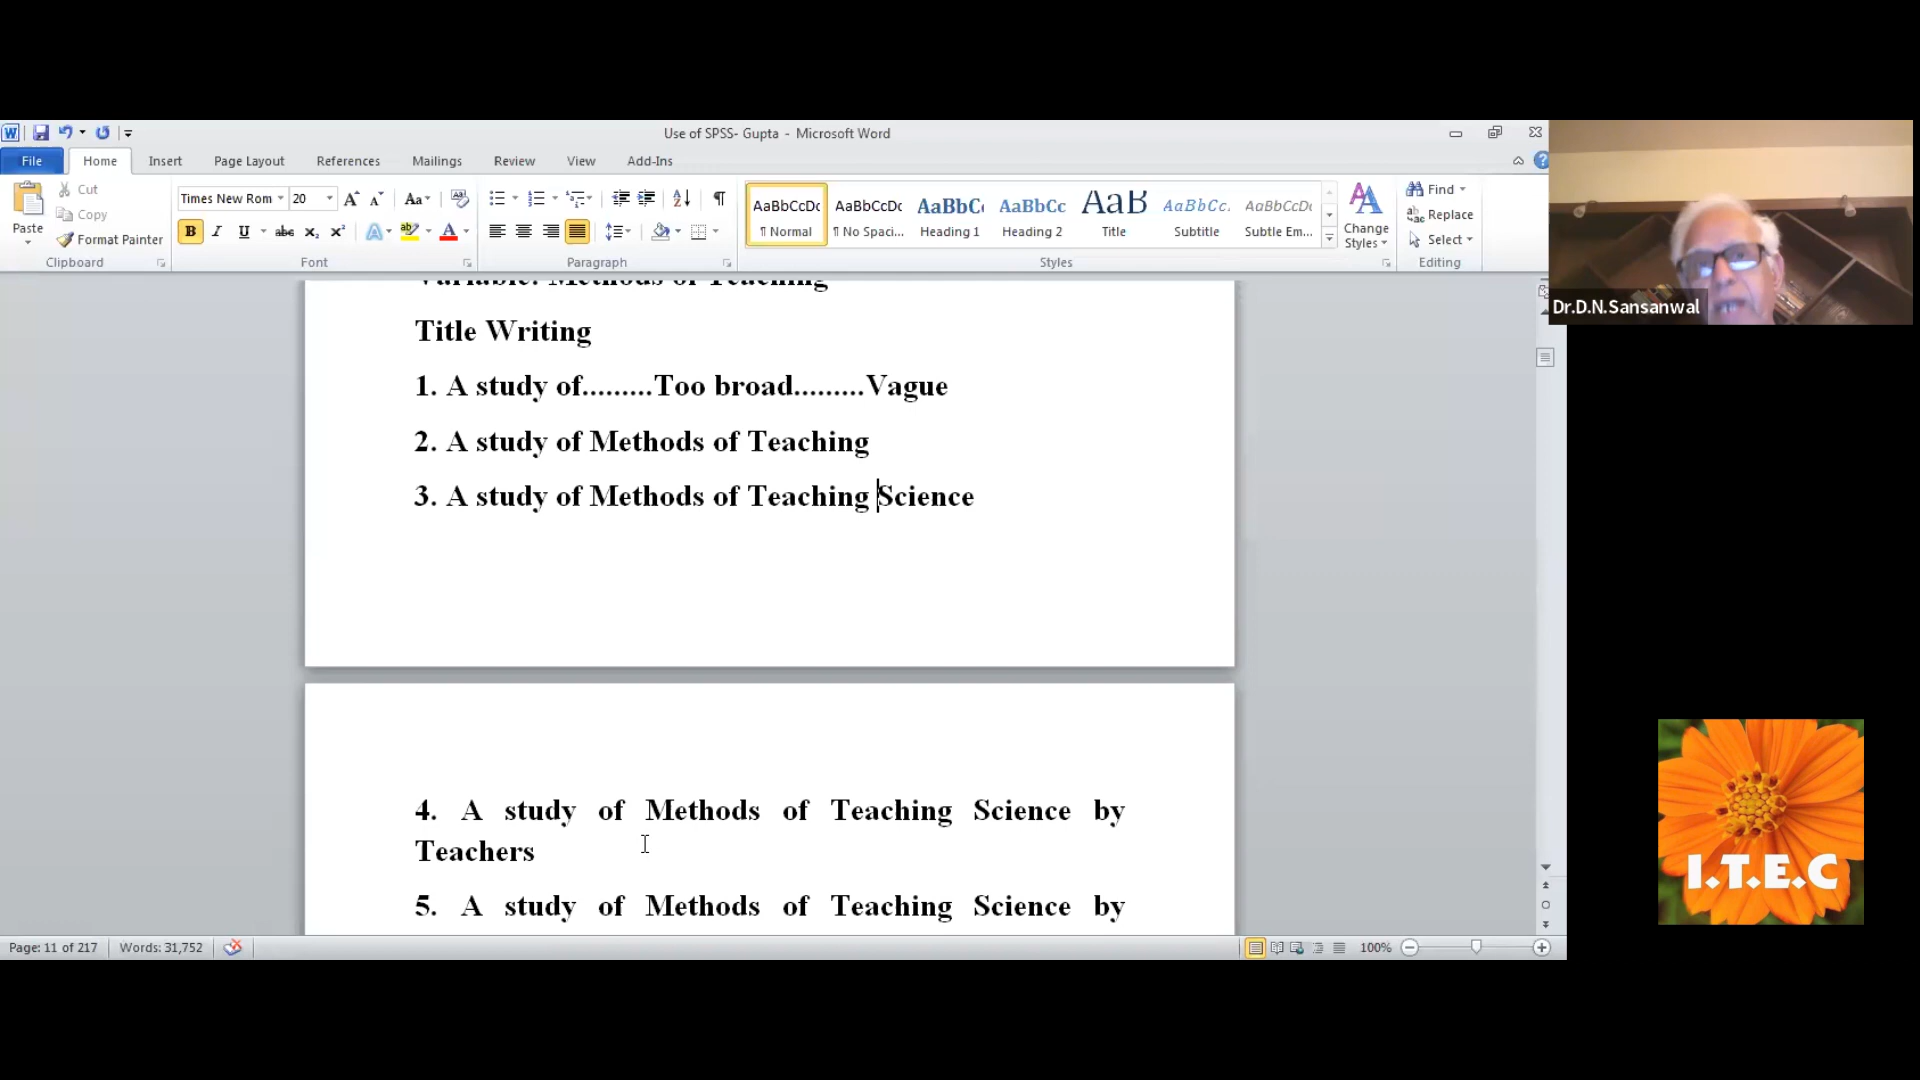 Use of SPSS- Gupta - Microsoft Word
File Home Insert Page Layout References Mailings Review View Add-Ins
Paste
Cut
Copy
Format Painter
Clipboard
Times New Rom 20
Font
Paragraph
AaBbCcDc AaBbCcDc AaBbC AaBbCc AaB AaBbCc. AaBbCcDc
¶ Normal ¶ No Spaci... Heading 1 Heading 2 Title Subtitle Subtle Em...
Change
Styles
Styles
Find
Replace
Select
Editing
Dr.D.N.Sansanwal
Variable: Methods of Teaching
Title Writing
1. A study of.........Too broad.........Vague
2. A study of Methods of Teaching
3. A study of Methods of Teaching Science
4. A study of Methods of Teaching Science by
Teachers
5. A study of Methods of Teaching Science by
I.T.E.C
Page: 11 of 217 Words: 31,752
100%